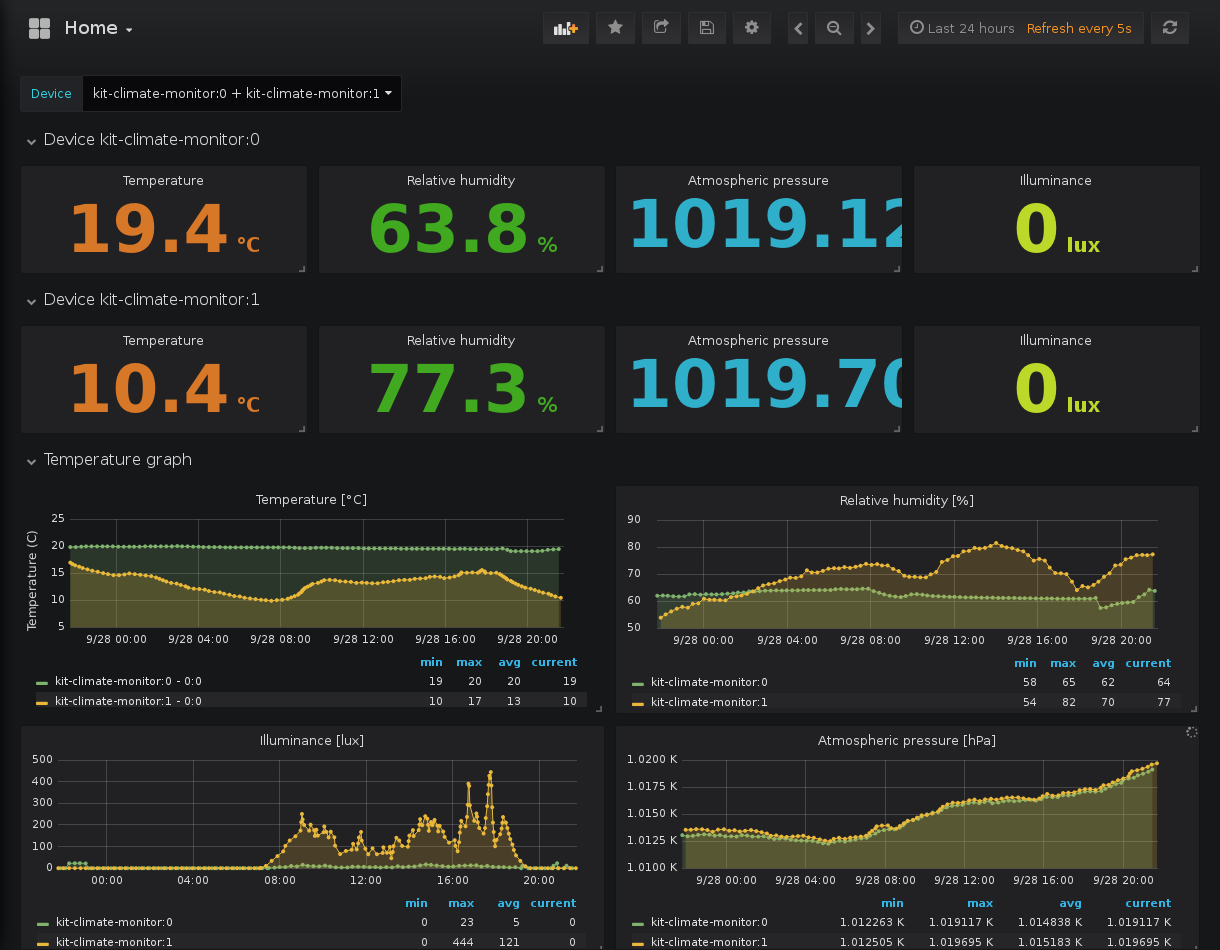 Home
Last 24 hours Refresh every 5s
Device kit-climate-monitor:0 + kit-climate-monitor:1
Device kit-climate-monitor:0
Temperature Relative humidity Atmospheric pressure Illuminance
19.4 °C 63.8 % 1019.12 0 lux
Device kit-climate-monitor:1
Temperature Relative humidity Atmospheric pressure Illuminance
10.4 °C 77.3 % 1019.70 0 lux
Temperature graph
Temperature [°C]
Temperature (C)
25
20
15
10
5
9/28 00:00 9/28 04:00 9/28 08:00 9/28 12:00 9/28 16:00 9/28 20:00
min max avg current
kit-climate-monitor:0 - 0:0 19 20 20 19
kit-climate-monitor:1 - 0:0 10 17 13 10
Relative humidity [%]
90
80
70
60
50
9/28 00:00 9/28 04:00 9/28 08:00 9/28 12:00 9/28 16:00 9/28 20:00
min max avg current
kit-climate-monitor:0 58 65 62 64
kit-climate-monitor:1 54 82 70 77
Illuminance [lux]
500
400
300
200
100
0
00:00 04:00 08:00 12:00 16:00 20:00
min max avg current
kit-climate-monitor:0 0 23 5 0
kit-climate-monitor:1 0 444 121 0
Atmospheric pressure [hPa]
1.0200 K
1.0175 K
1.0150 K
1.0125 K
1.0100 K
9/28 00:00 9/28 04:00 9/28 08:00 9/28 12:00 9/28 16:00 9/28 20:00
min max avg current
kit-climate-monitor:0 1.012263 K 1.019117 K 1.014838 K 1.019117 K
kit-climate-monitor:1 1.012505 K 1.019695 K 1.015183 K 1.019695 K